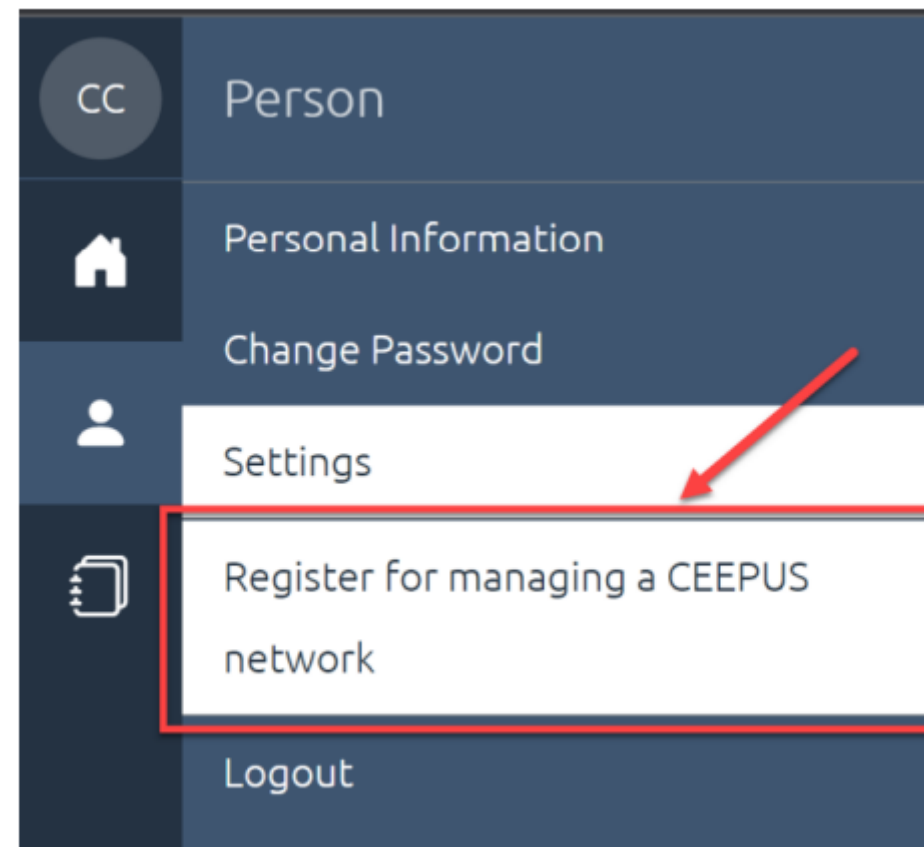 CC
Person
Personal Information
Change Password
Settings
Register for managing a CEEPUS
network
Logout